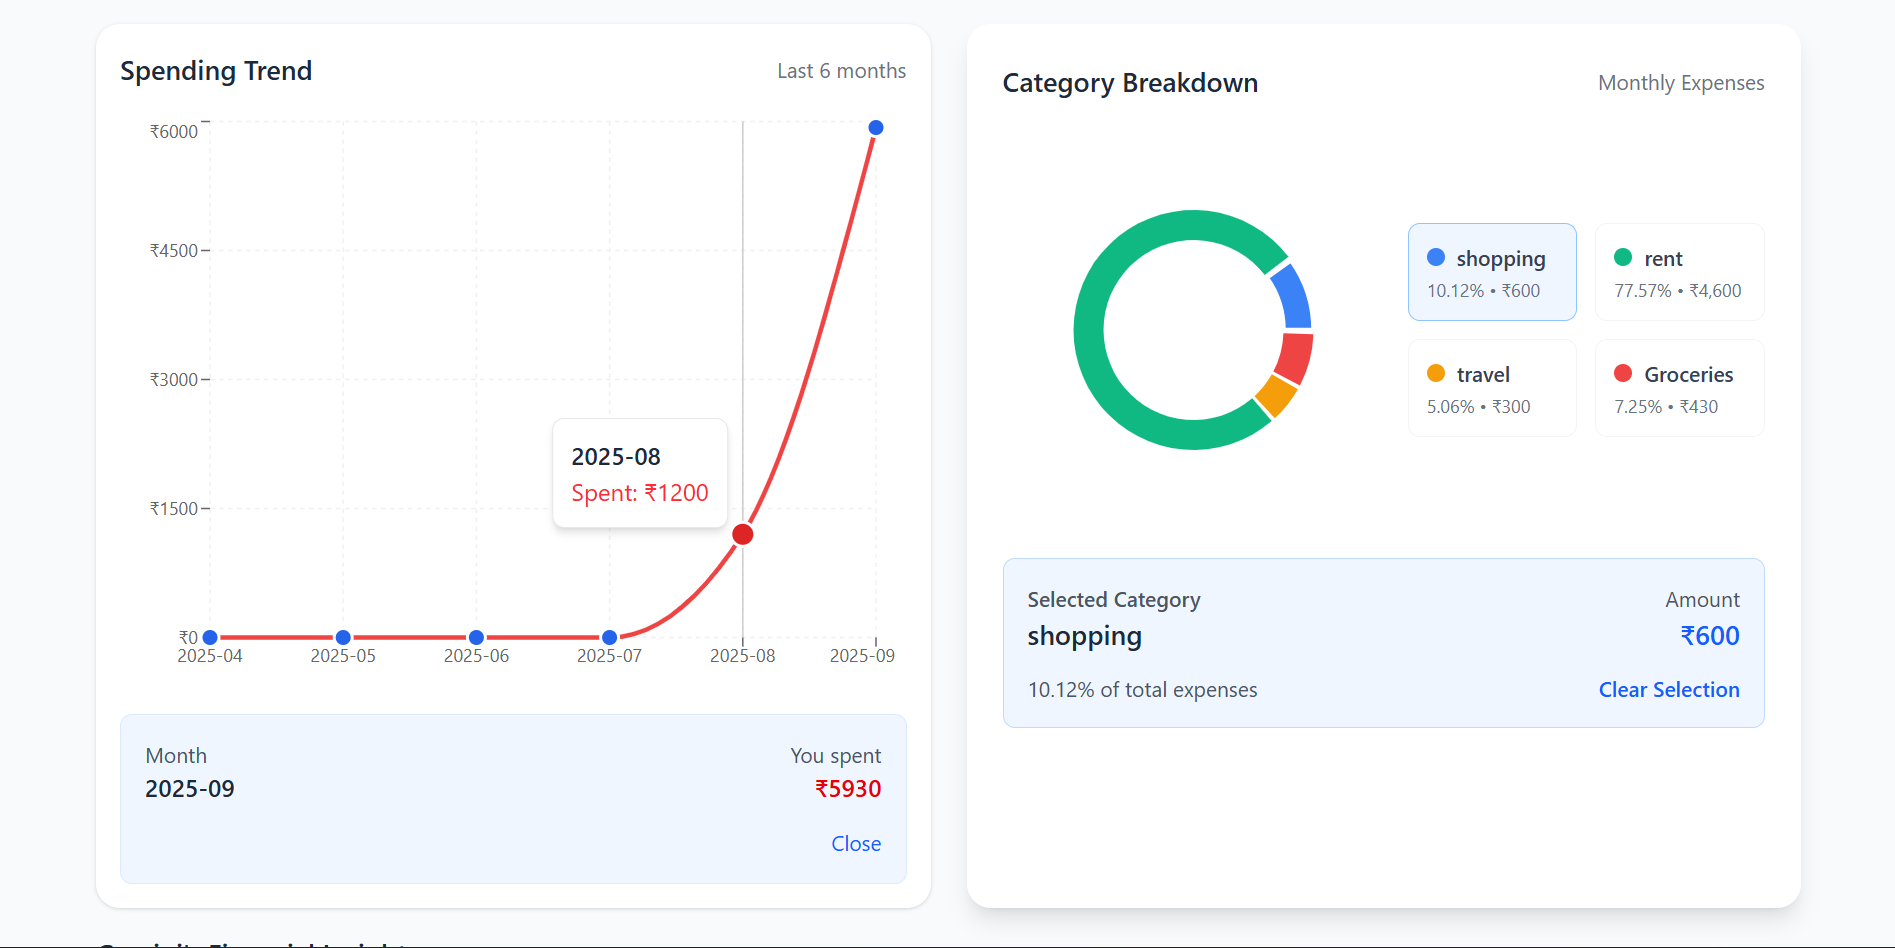 Spending Trend
Last 6 months
₹6000
₹4500
₹3000
₹1500
₹0
2025-04
2025-05
2025-06
2025-07
2025-08
2025-09
2025-08
Spent: ₹1200
Month
You spent
2025-09
₹5930
Close
Category Breakdown
Monthly Expenses
shopping
10.12% • ₹600
rent
77.57% • ₹4,600
travel
5.06% • ₹300
Groceries
7.25% • ₹430
Selected Category
Amount
shopping
₹600
10.12% of total expenses
Clear Selection